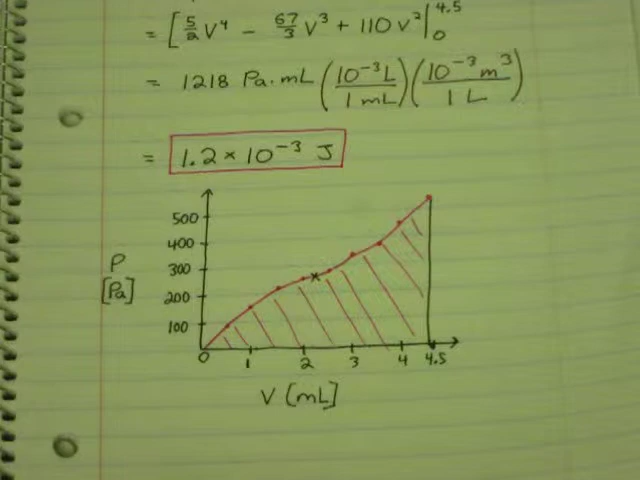 = [5/2 V⁴ − 67/3 V³ + 110 V² |₀^4.5
= 1218 Pa·mL (10⁻³L / 1 mL)(10⁻³ m³ / 1 L)
= 1.2 × 10⁻³ J
500
400
P 300
[Pa] 200
100
0 1 2 3 4 4.5
V [mL]